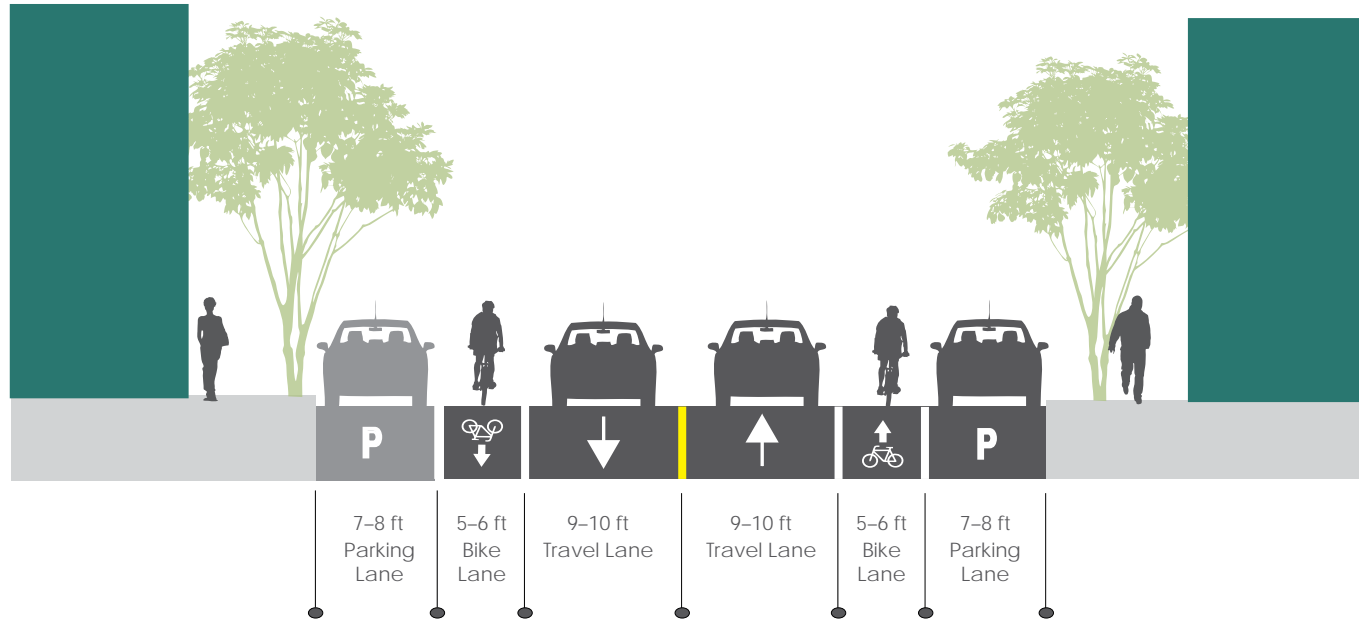 P
P
7–8 ft
Parking
Lane
5–6 ft
Bike
Lane
9–10 ft
Travel Lane
9–10 ft
Travel Lane
5–6 ft
Bike
Lane
7–8 ft
Parking
Lane